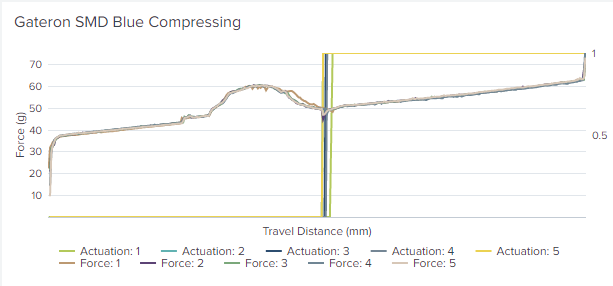 Gateron SMD Blue Compressing
1
70
60
50
0.5
40
30
20
10
Force (g)
Travel Distance (mm)
Actuation: 1 Actuation: 2 Actuation: 3 Actuation: 4 Actuation: 5
Force: 1 Force: 2 Force: 3 Force: 4 Force: 5